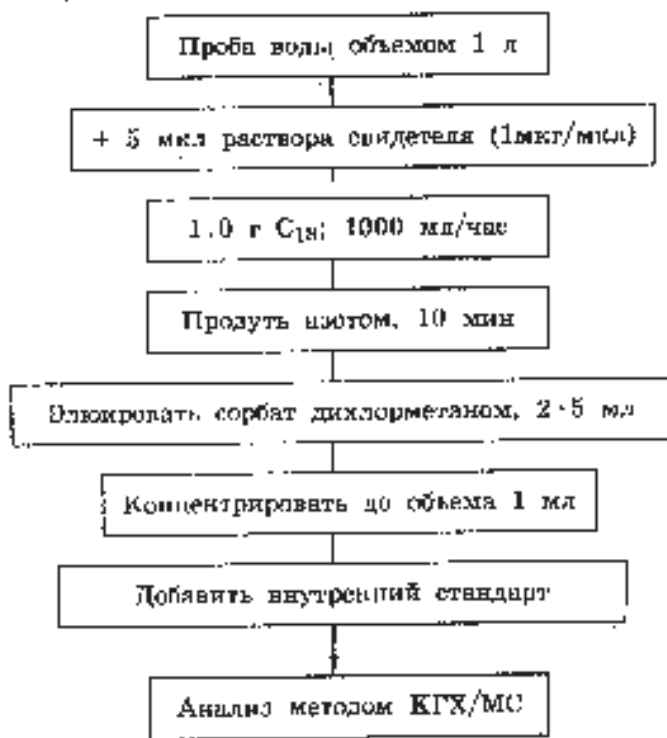 Проба воды объемом 1 л
+ 5 мкл раствора свидетеля (1мкг/мкл)
1.0 г C₁₈; 1000 мл/час
Продуть азотом, 10 мин
Элюировать сорбат дихлорметаном, 2·5 мл
Концентрировать до объема 1 мл
Добавить внутренний стандарт
Анализ методом КГХ/МС